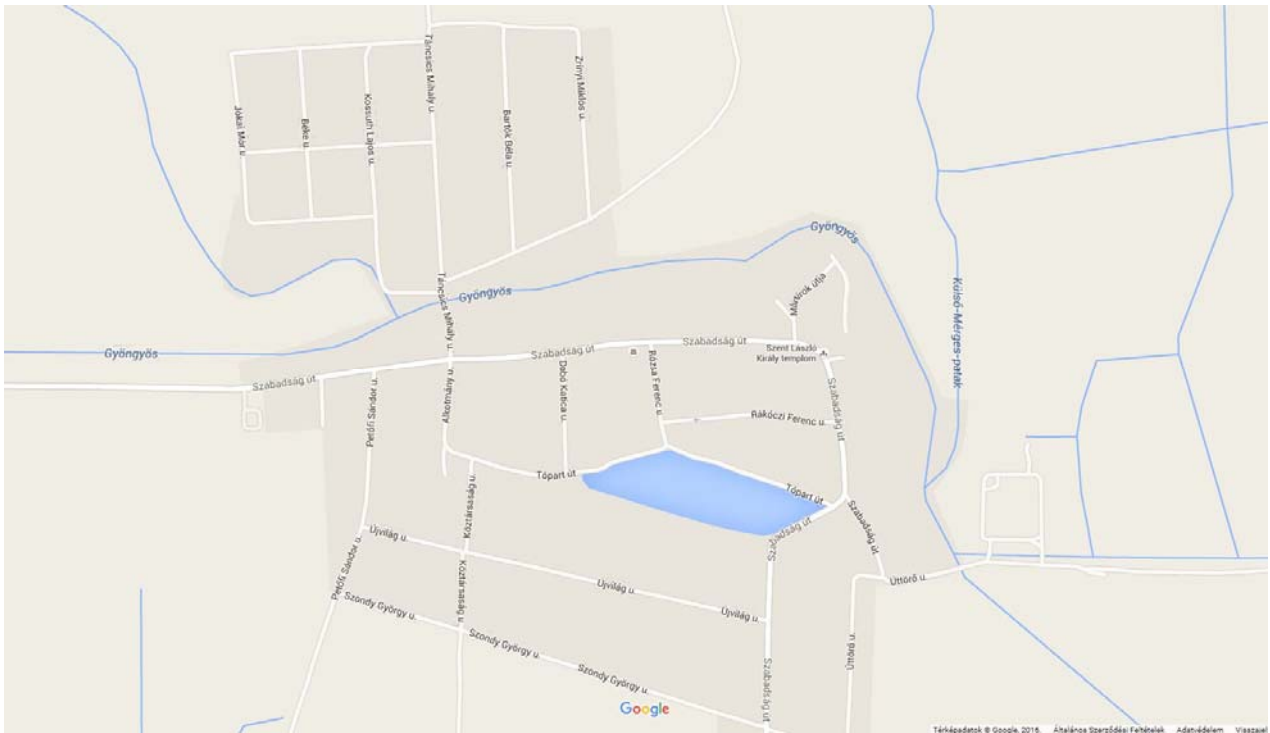 Táncsics Mihály u.
Zrínyi Miklós u.
Jókai Mór u.
Béke u.
Kossuth Lajos u.
Bartók Béla u.
Gyöngyös
Táncsics Mihály u.
Gyöngyös
Külső-Mérges-patak
Mártírok útja
Gyöngyös
Szabadság út
Szabadság út
Szent László
Király templom
Szabadság út
Petőfi Sándor u.
Alkotmány u.
Dobó Katica u.
Rózsa Ferenc u.
Rákóczi Ferenc u.
Szabadság út
Tópart út
Tópart út
Köztársaság u.
Szabadság út
Szabadság út
Újvilág u.
Petőfi Sándor u.
Köztársaság u.
Újvilág u.
Úttörő u.
Szondy György u.
Újvilág u.
Szondy György u.
Úttörő u.
Szondy György u.
Szabadság út
Google
Térképadatok © Google, 2016. Általános Szerződési Feltételek Adatvédelem